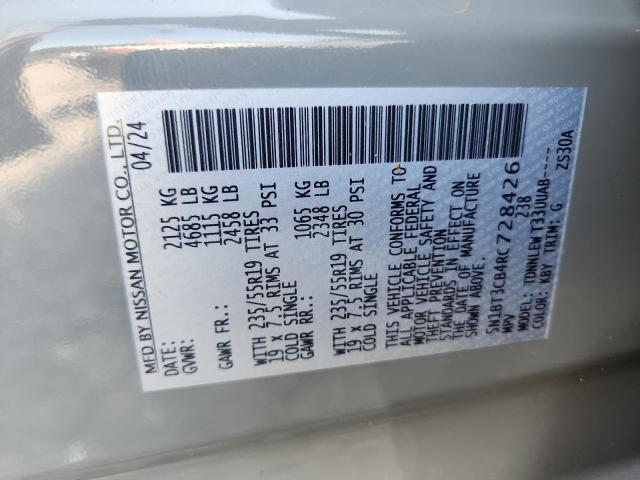 MFD BY NISSAN MOTOR CO., LTD.
DATE: 04/24
GVWR: 2125 KG
4685 LB
GAWR FR.: 1115 KG
2458 LB
WITH 235/55R19 TIRES
19 x 7.5 RIMS AT 33 PSI
COLD SINGLE
GAWR RR.: 1065 KG
2348 LB
WITH 235/55R19 TIRES
19 x 7.5 RIMS AT 30 PSI
COLD SINGLE
THIS VEHICLE CONFORMS TO
ALL APPLICABLE FEDERAL
MOTOR VEHICLE SAFETY AND
THEFT PREVENTION
STANDARDS IN EFFECT ON
THE DATE OF MANUFACTURE
SHOWN ABOVE.
5N1BT3CB4RC728426
MPV 238
MODEL: TDNNLEW T33UUAB----
COLOR: KBY TRIM: G ZS30A